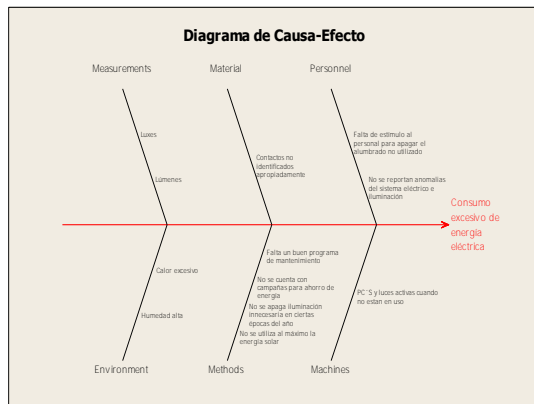 Diagrama de Causa-Efecto
Measurements
Material
Personnel
Luxes
Lúmenes
Contactos no
identificados
apropiadamente
Falta de estimulo al
personal para apagar el
alumbrado no utilizado
No se reportan anomalias
del sistema eléctrico e
iluminación
Consumo
excesivo de
energía
eléctrica
Calor excesivo
Humedad alta
Falta un buen programa
de mantenimiento
No se cuenta con
campañas para ahorro de
energía
No se apaga iluminación
innecesaria en ciertas
épocas del año
No se utiliza al máximo la
energía solar
PC´S y luces activas cuando
no estan en uso
Environment
Methods
Machines